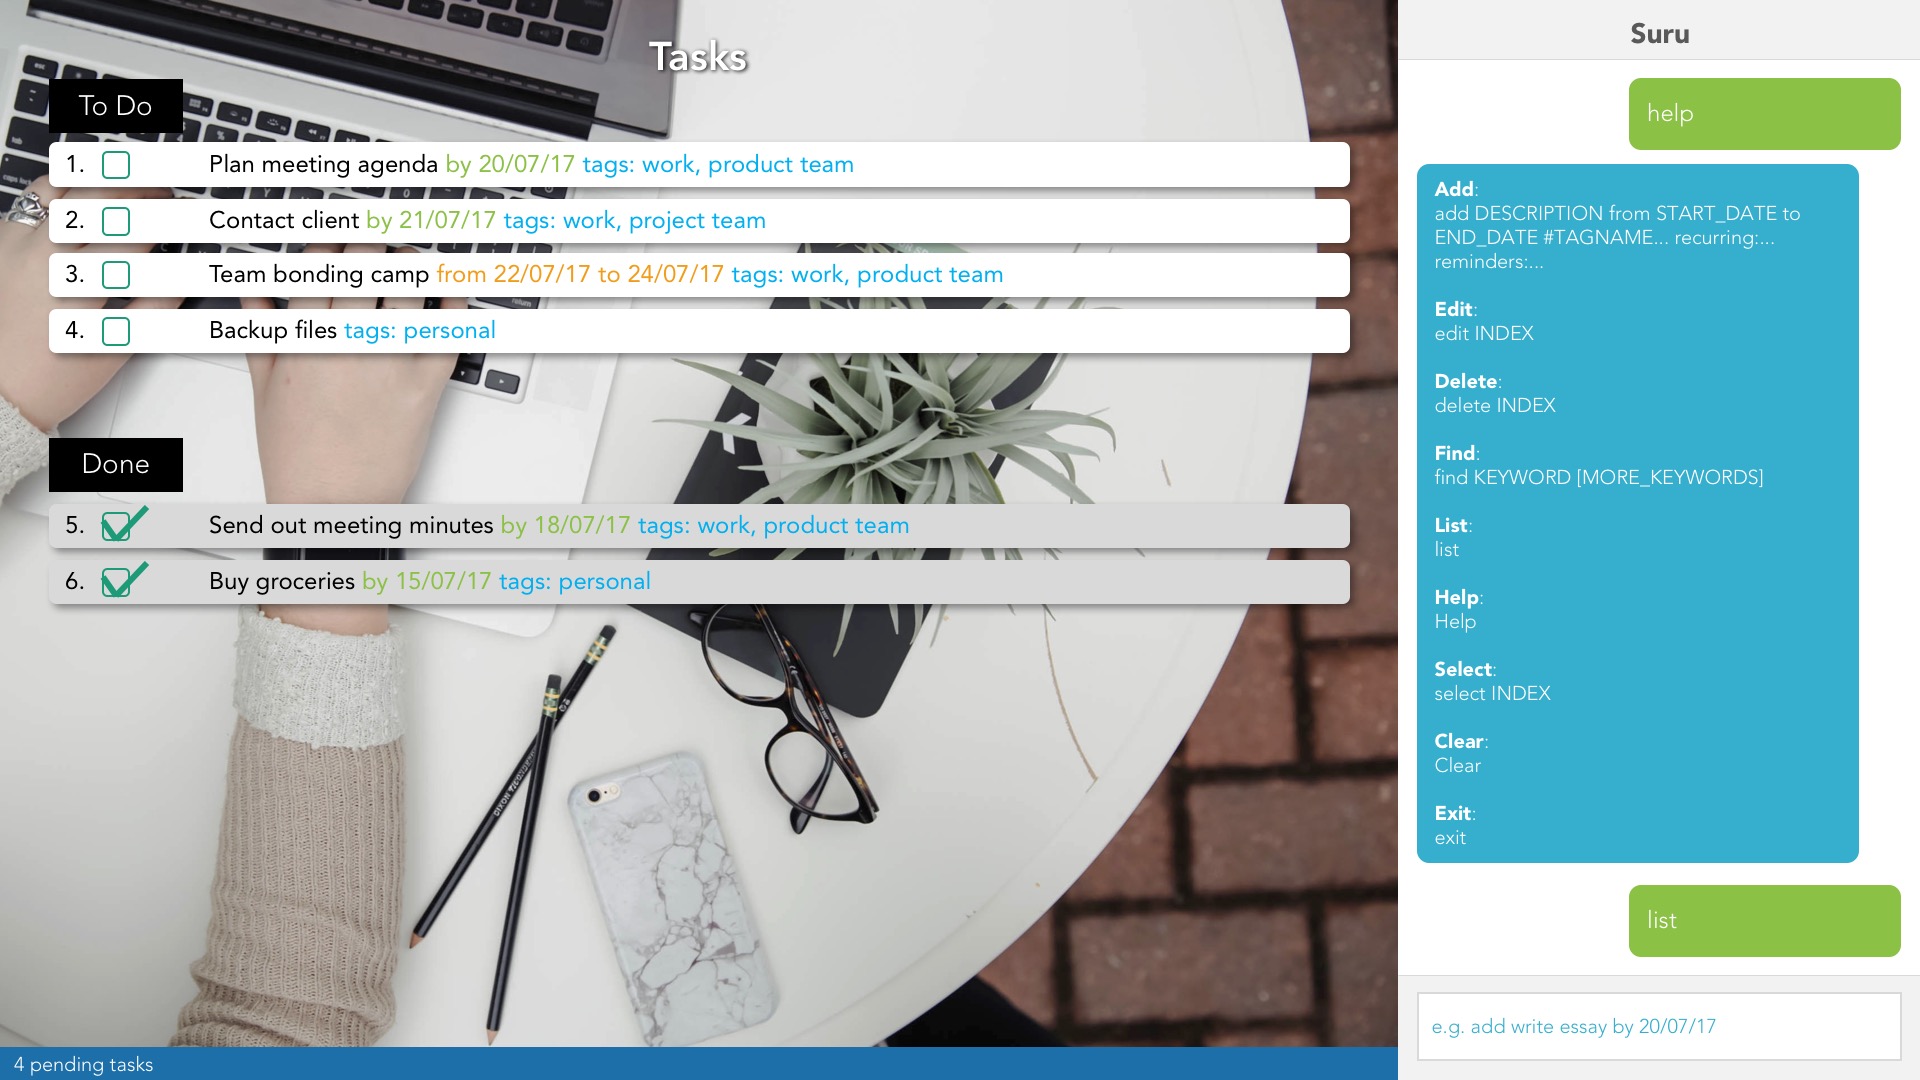 Tasks
To Do
1. Plan meeting agenda by 20/07/17 tags: work, product team
2. Contact client by 21/07/17 tags: work, project team
3. Team bonding camp from 22/07/17 to 24/07/17 tags: work, product team
4. Backup files tags: personal
Done
5. Send out meeting minutes by 18/07/17 tags: work, product team
6. Buy groceries by 15/07/17 tags: personal
4 pending tasks
Suru
help
Add:
add DESCRIPTION from START_DATE to
END_DATE #TAGNAME... recurring:...
reminders:...
Edit:
edit INDEX
Delete:
delete INDEX
Find:
find KEYWORD [MORE_KEYWORDS]
List:
list
Help:
Help
Select:
select INDEX
Clear:
Clear
Exit:
exit
list
e.g. add write essay by 20/07/17